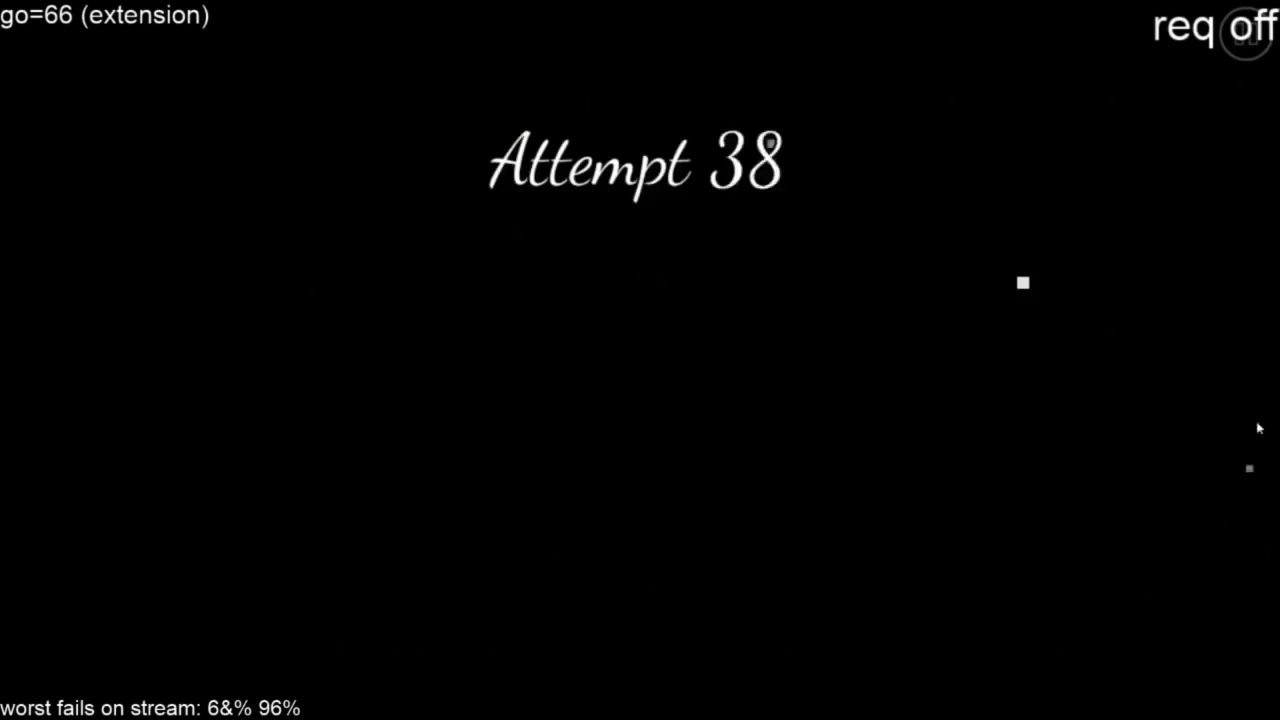 go=66 (extension)
req off
Attempt 38
worst fails on stream: 6&% 96%